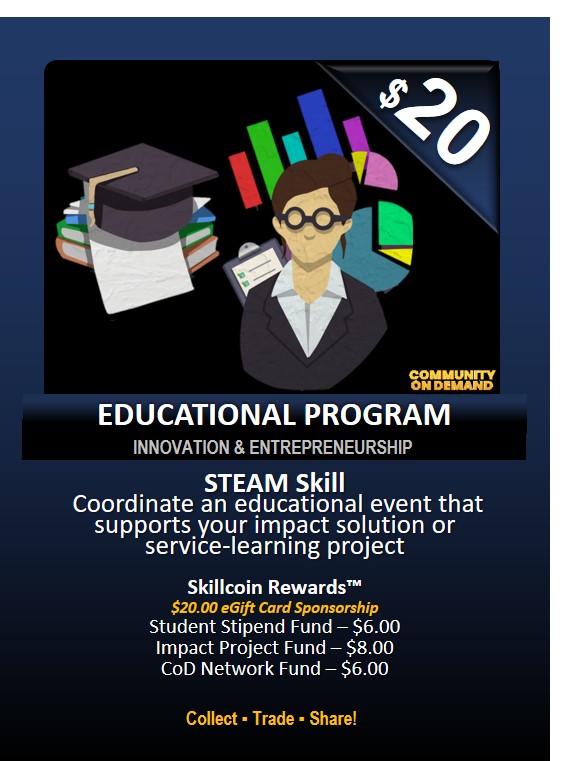 $20
COMMUNITY
ON DEMAND
EDUCATIONAL PROGRAM
INNOVATION & ENTREPRENEURSHIP
STEAM Skill
Coordinate an educational event that
supports your impact solution or
service-learning project
Skillcoin Rewards™
$20.00 eGift Card Sponsorship
Student Stipend Fund – $6.00
Impact Project Fund – $8.00
CoD Network Fund – $6.00
Collect ▪ Trade ▪ Share!